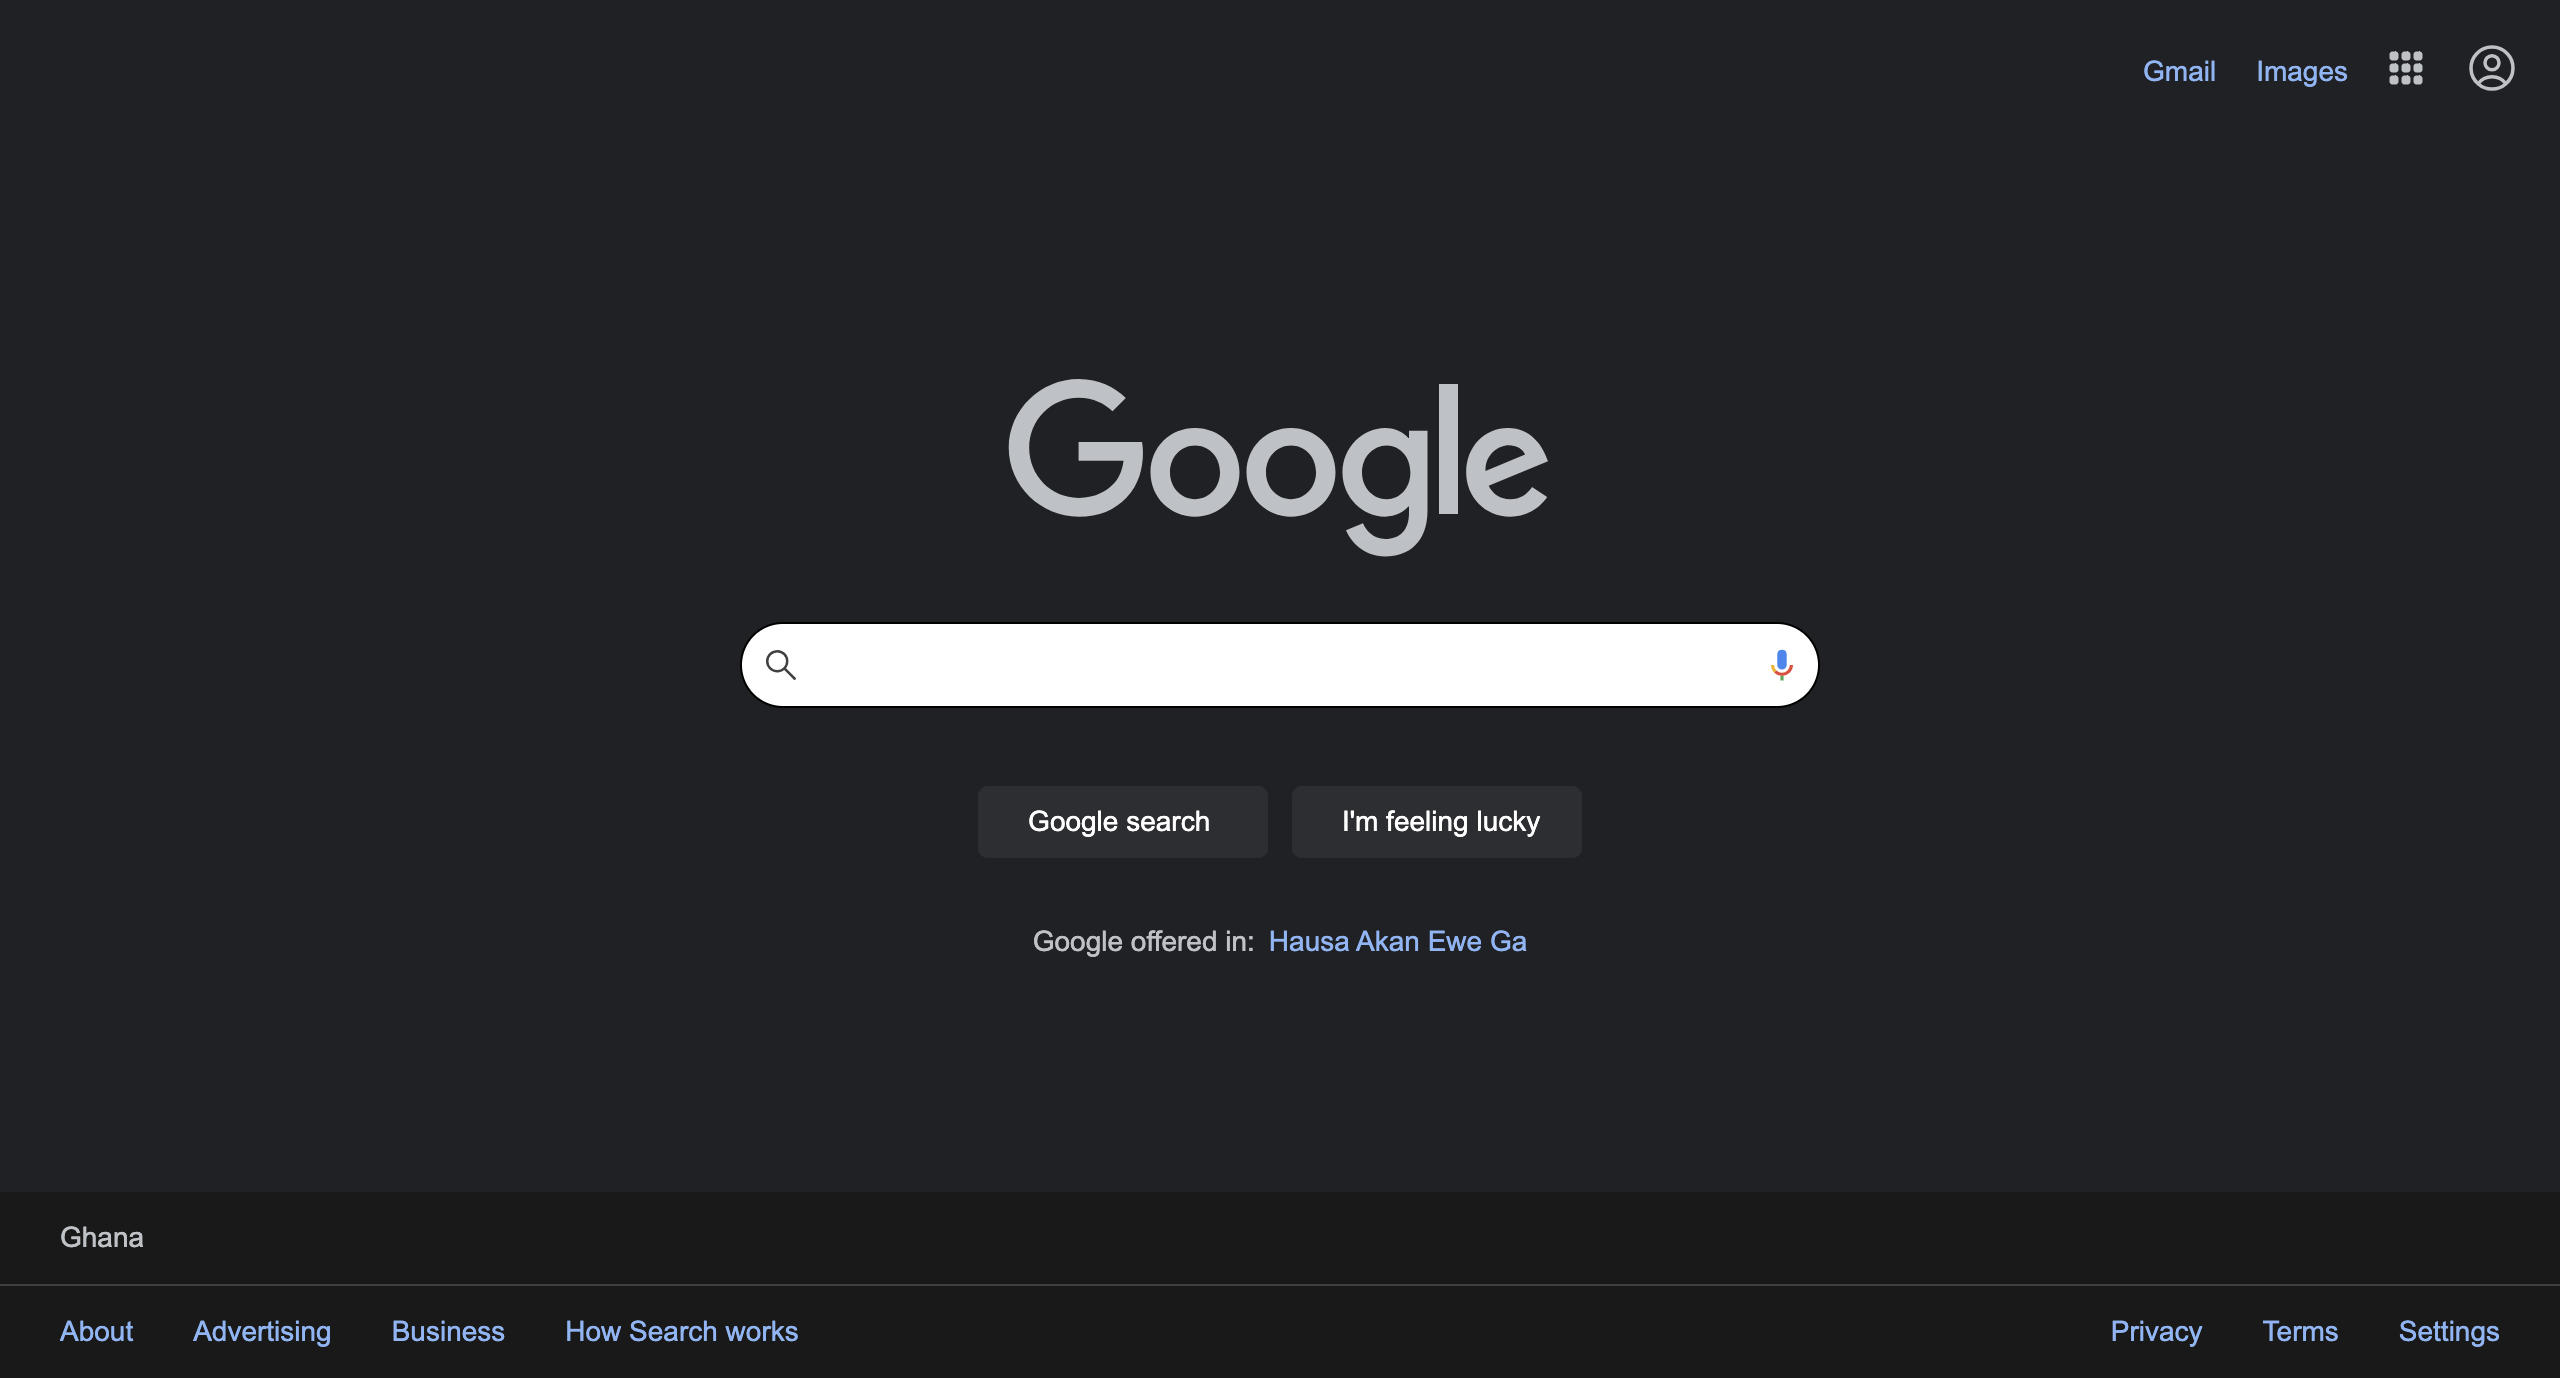 Gmail Images
Google
Google search I'm feeling lucky
Google offered in: Hausa Akan Ewe Ga
Ghana
About Advertising Business How Search works Privacy Terms Settings